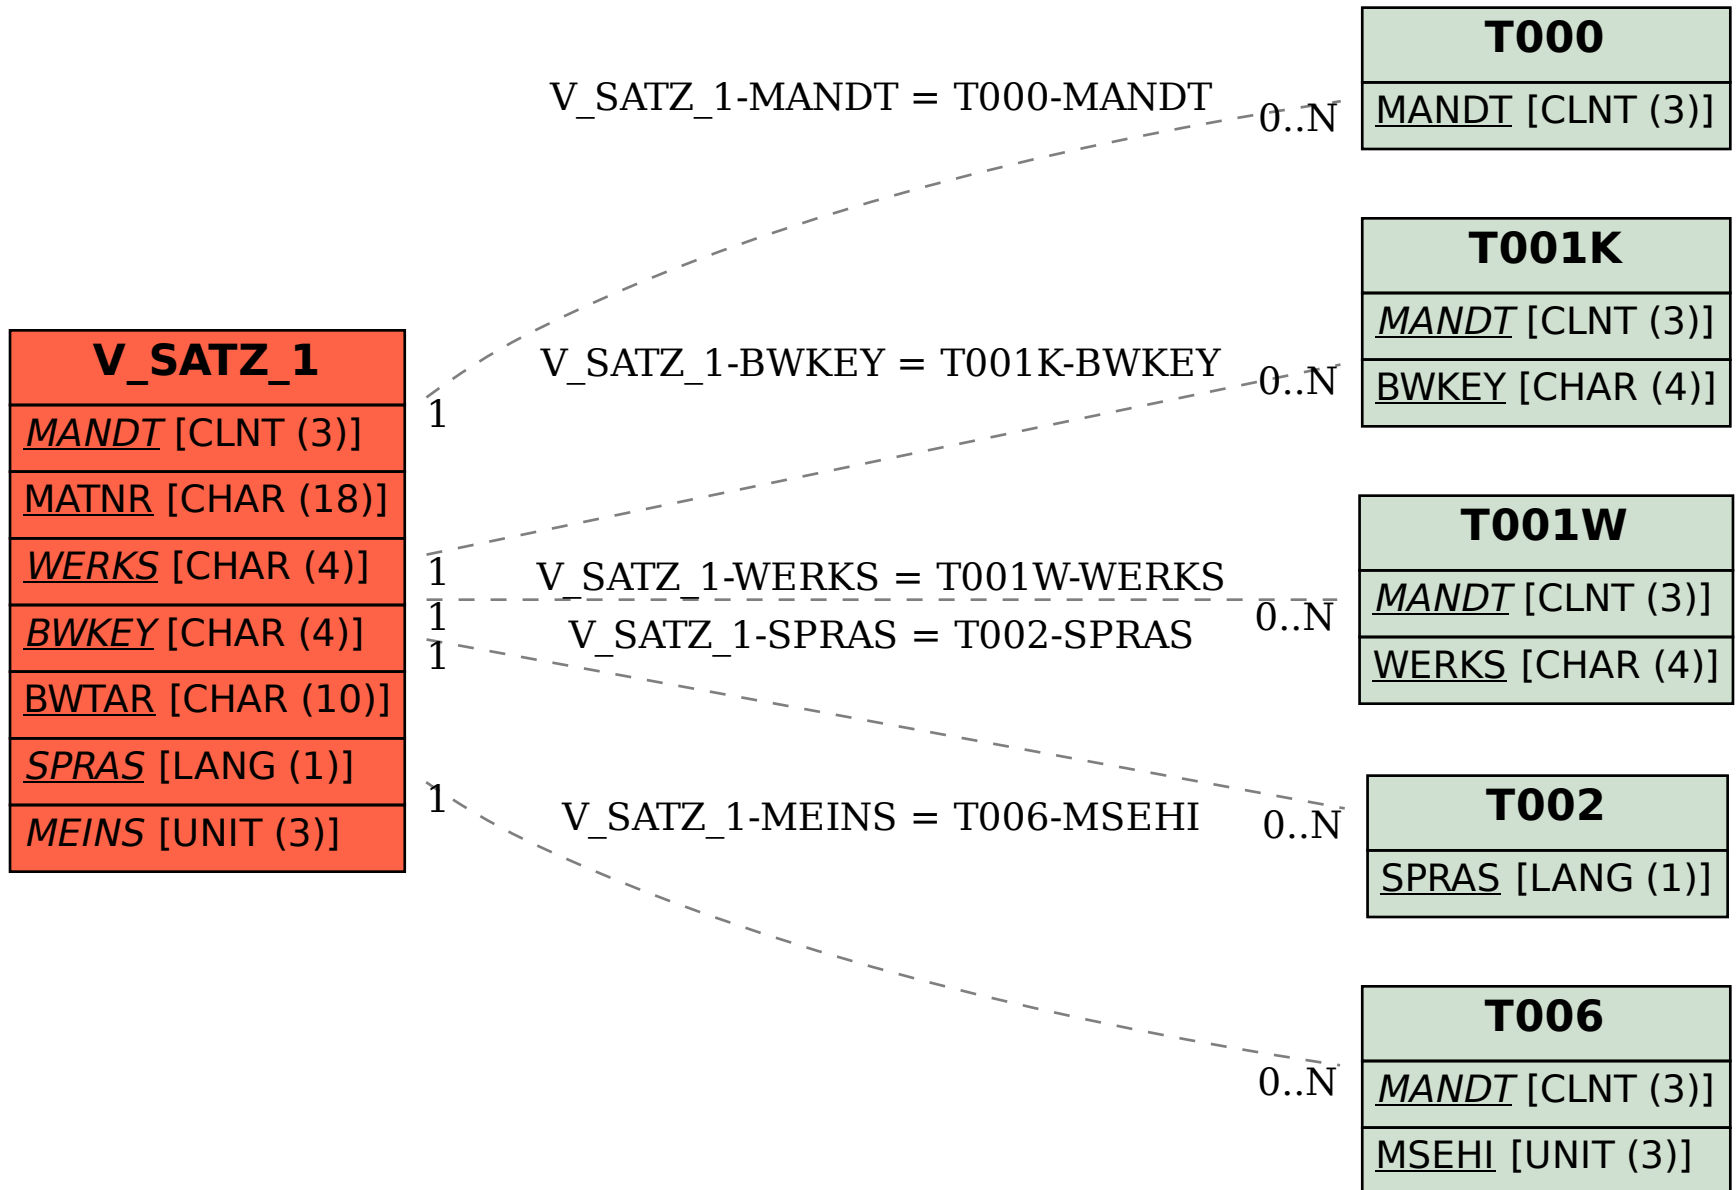 V_SATZ_1
MANDT [CLNT (3)]
MATNR [CHAR (18)]
WERKS [CHAR (4)]
BWKEY [CHAR (4)]
BWTAR [CHAR (10)]
SPRAS [LANG (1)]
MEINS [UNIT (3)]
V_SATZ_1-MANDT = T000-MANDT
1
0..N
V_SATZ_1-BWKEY = T001K-BWKEY
1
0..N
V_SATZ_1-WERKS = T001W-WERKS
1
0..N
V_SATZ_1-SPRAS = T002-SPRAS
1
0..N
V_SATZ_1-MEINS = T006-MSEHI
1
0..N
T000
MANDT [CLNT (3)]
T001K
MANDT [CLNT (3)]
BWKEY [CHAR (4)]
T001W
MANDT [CLNT (3)]
WERKS [CHAR (4)]
T002
SPRAS [LANG (1)]
T006
MANDT [CLNT (3)]
MSEHI [UNIT (3)]